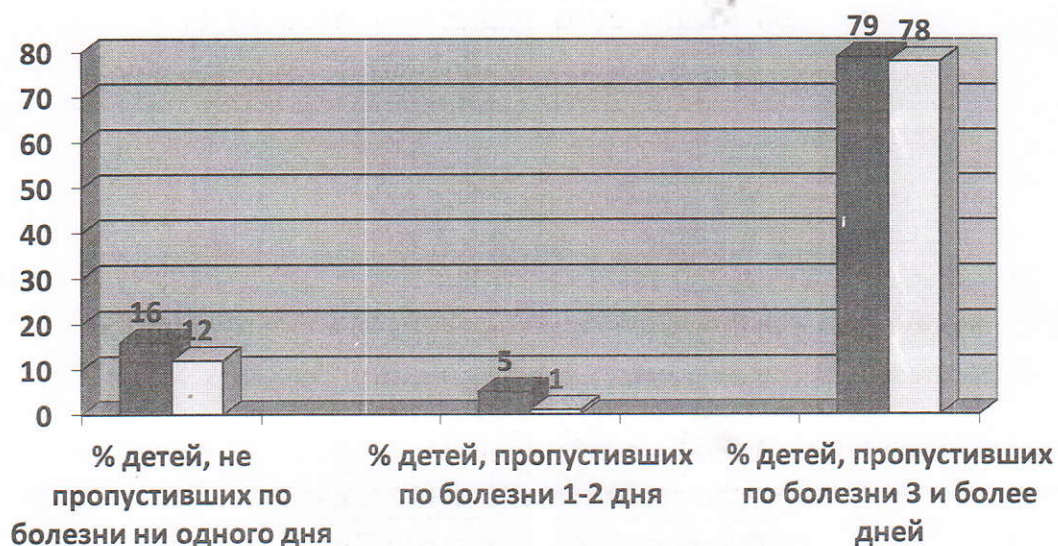 79 78
80
70
60
50
40
30
20
10
0
16
12
5
1
% детей, не
пропустивших по
болезни ни одного дня
% детей, пропустивших
по болезни 1-2 дня
% детей, пропустивших
по болезни 3 и более
дней